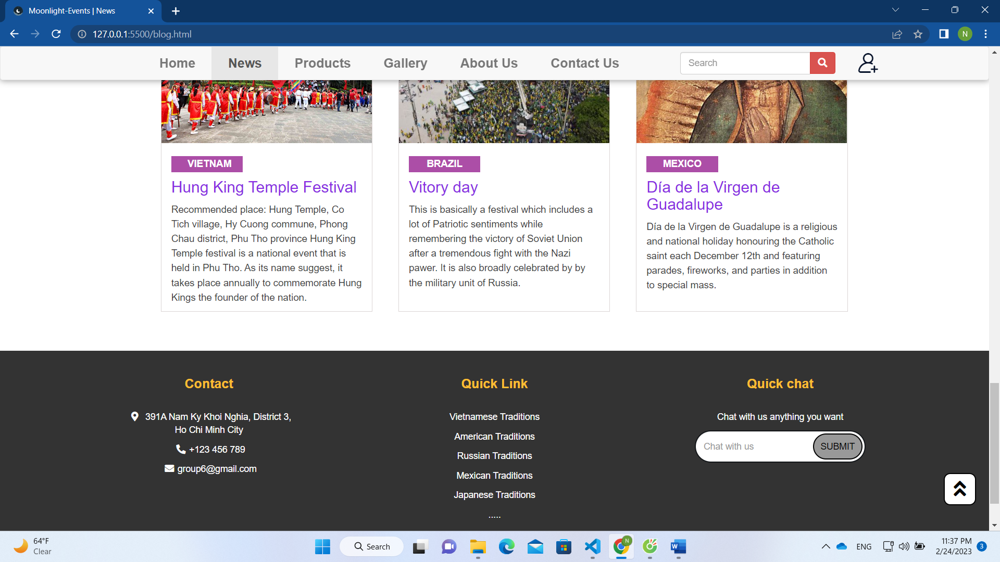 Moonlight-Events | News
127.0.0.1:5500/blog.html
N
Home News Products Gallery About Us Contact Us Search
VIETNAM
Hung King Temple Festival
Recommended place: Hung Temple, Co
Tich village, Hy Cuong commune, Phong
Chau district, Phu Tho province Hung King
Temple festival is a national event that is
held in Phu Tho. As its name suggest, it
takes place annually to commemorate Hung
Kings the founder of the nation.
BRAZIL
Vitory day
This is basically a festival which includes a
lot of Patriotic sentiments while
remembering the victory of Soviet Union
after a tremendous fight with the Nazi
pawer. It is also broadly celebrated by by
the military unit of Russia.
MEXICO
Día de la Virgen de
Guadalupe
Día de la Virgen de Guadalupe is a religious
and national holiday honouring the Catholic
saint each December 12th and featuring
parades, fireworks, and parties in addition
to special mass.
Contact
391A Nam Ky Khoi Nghia, District 3,
Ho Chi Minh City
+123 456 789
group6@gmail.com
Quick Link
Vietnamese Traditions
American Traditions
Russian Traditions
Mexican Traditions
Japanese Traditions
.....
Quick chat
Chat with us anything you want
Chat with us SUBMIT
64°F
Clear
Search
N
W
ENG
11:37 PM
2/24/2023
3